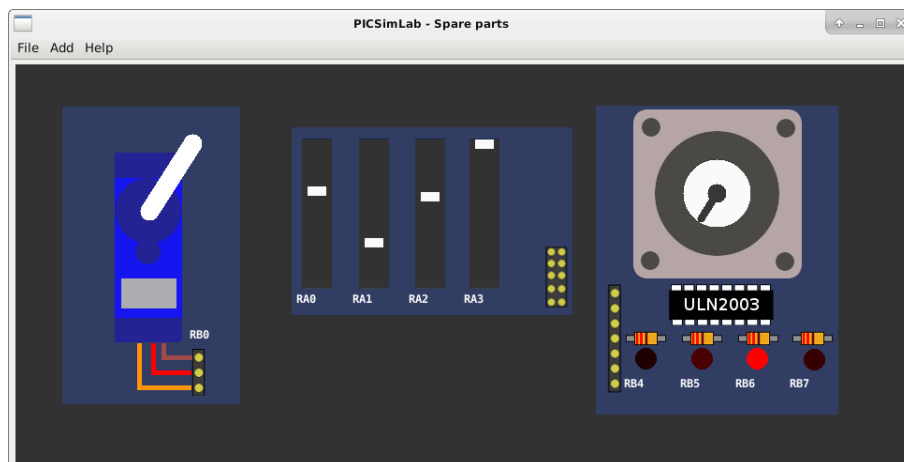 PICSimLab - Spare parts
File Add Help
RB0
RA0 RA1 RA2 RA3
ULN2003
RB4 RB5 RB6 RB7